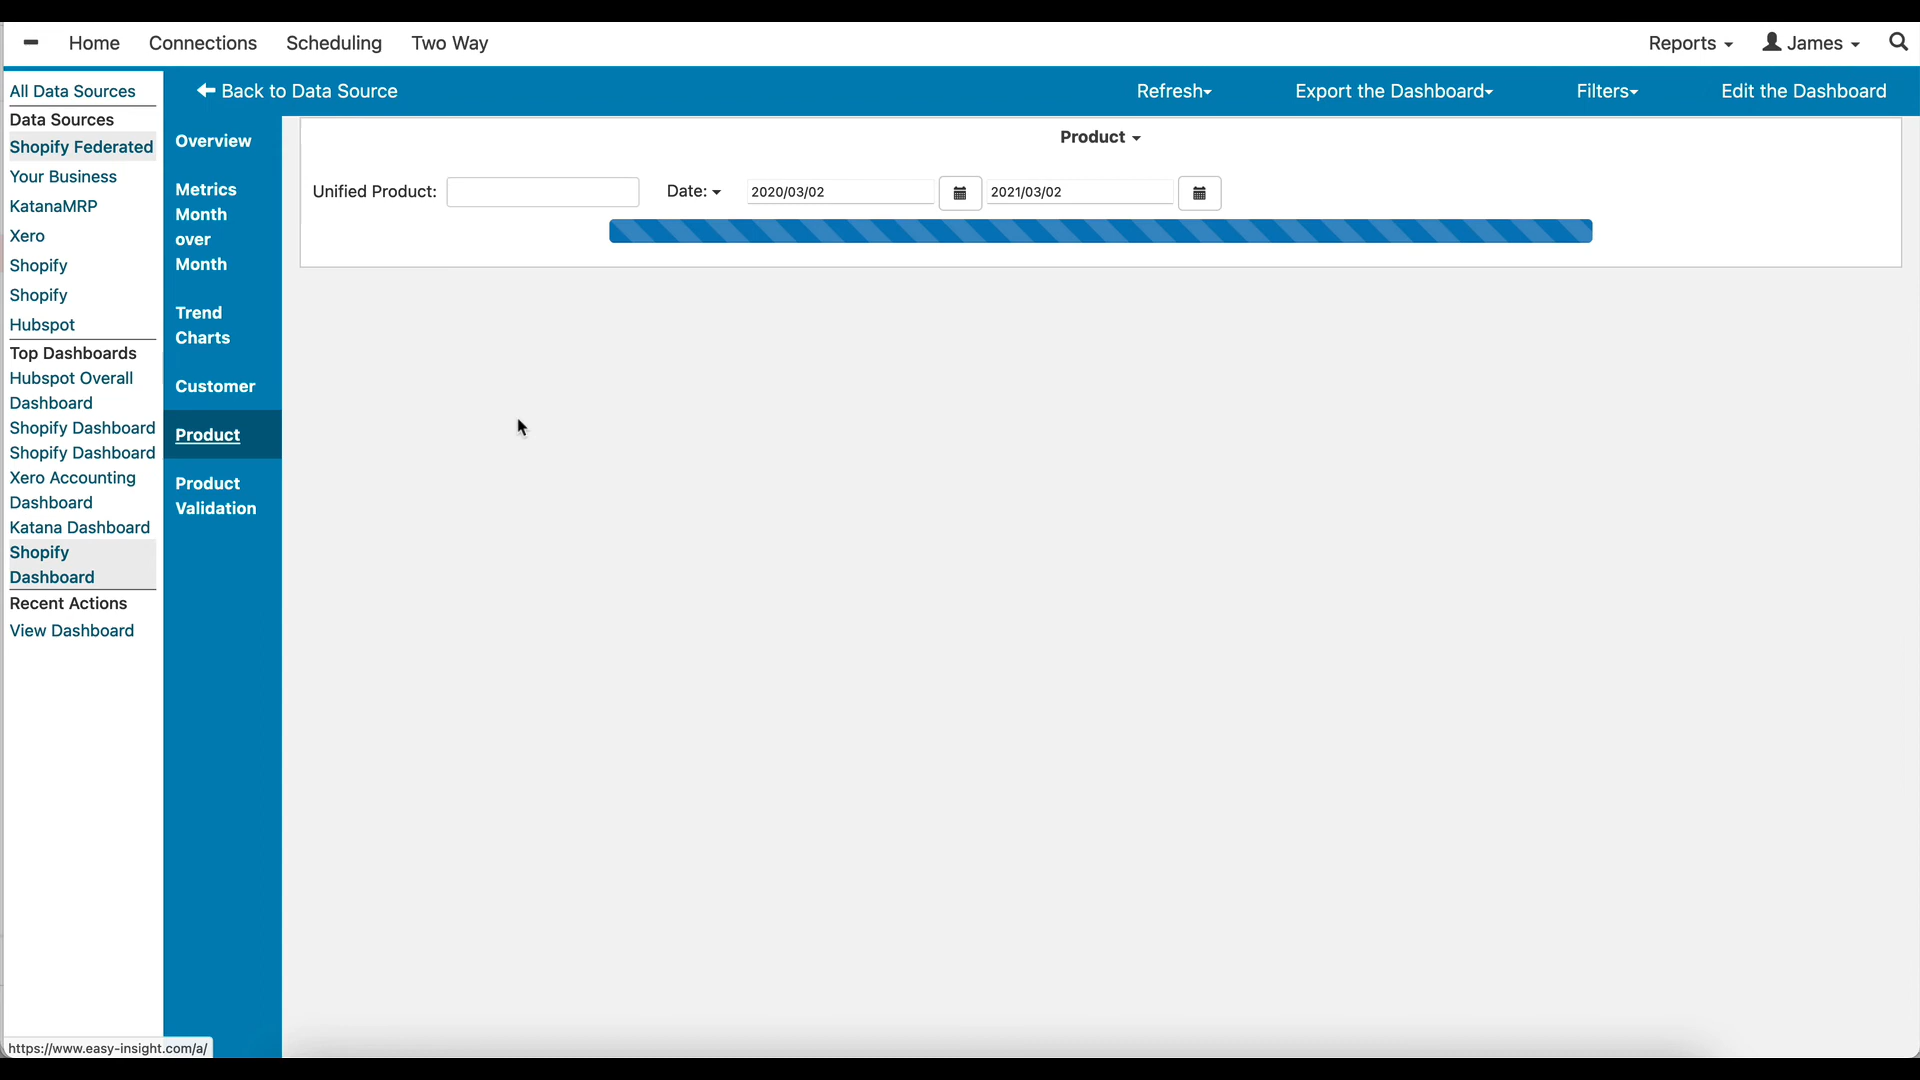 Home Connections Scheduling Two Way Reports James
All Data Sources
Data Sources
Shopify Federated
Your Business
KatanaMRP
Xero
Shopify
Shopify
Hubspot
Top Dashboards
Hubspot Overall
Dashboard
Shopify Dashboard
Shopify Dashboard
Xero Accounting
Dashboard
Katana Dashboard
Shopify
Dashboard
Recent Actions
View Dashboard
Back to Data Source Refresh Export the Dashboard Filters Edit the Dashboard
Overview
Metrics
Month
over
Month
Trend
Charts
Customer
Product
Product
Validation
Product
Unified Product: Date: 2020/03/02 2021/03/02
https://www.easy-insight.com/a/